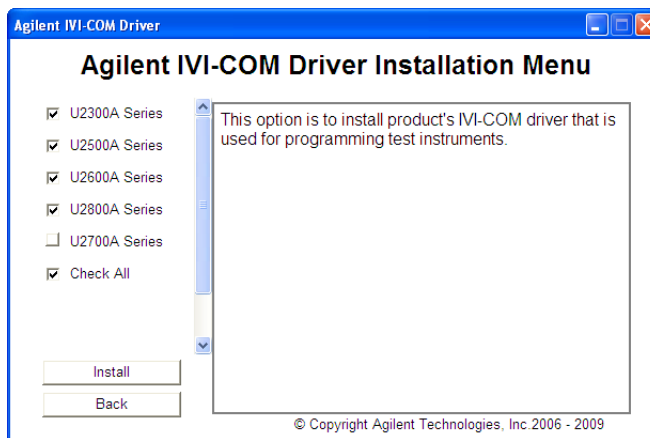 Agilent IVI-COM Driver
Agilent IVI-COM Driver Installation Menu
U2300A Series
U2500A Series
U2600A Series
U2800A Series
U2700A Series
Check All
Install
Back
This option is to install product's IVI-COM driver that is
used for programming test instruments.
© Copyright Agilent Technologies, Inc.2006 - 2009